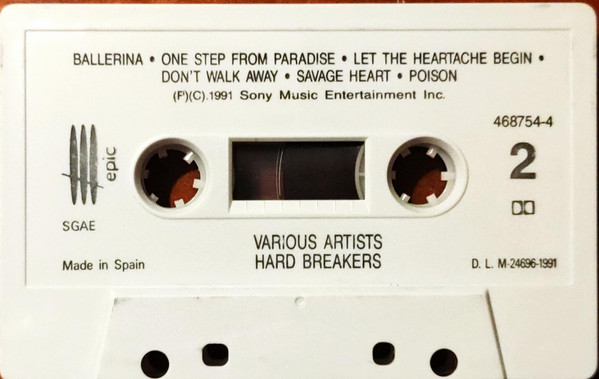 BALLERINA • ONE STEP FROM PARADISE • LET THE HEARTACHE BEGIN •
DON'T WALK AWAY • SAVAGE HEART • POISON
(P)(C).1991 Sony Music Entertainment Inc.
468754-4
epic
2
SGAE
VARIOUS ARTISTS
HARD BREAKERS
Made in Spain
D. L. M-24696-1991